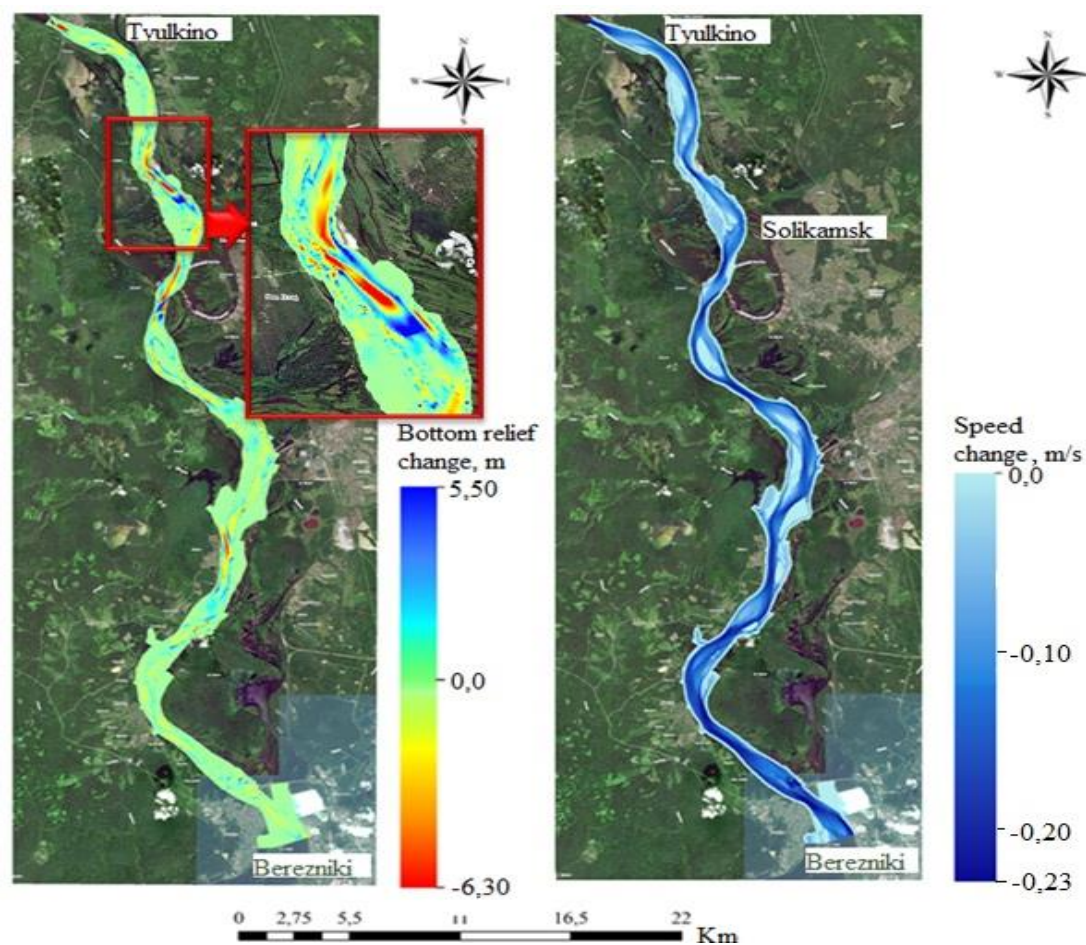 Tyulkino
N
W
S
Bottom relief
change, m
5,50
0,0
-6,30
Berezniki
Tyulkino
N
W
S
Solikamsk
Speed
change , m/s
0,0
-0,10
-0,20
-0,23
Berezniki
0 2,75 5,5 11 16,5 22
Km